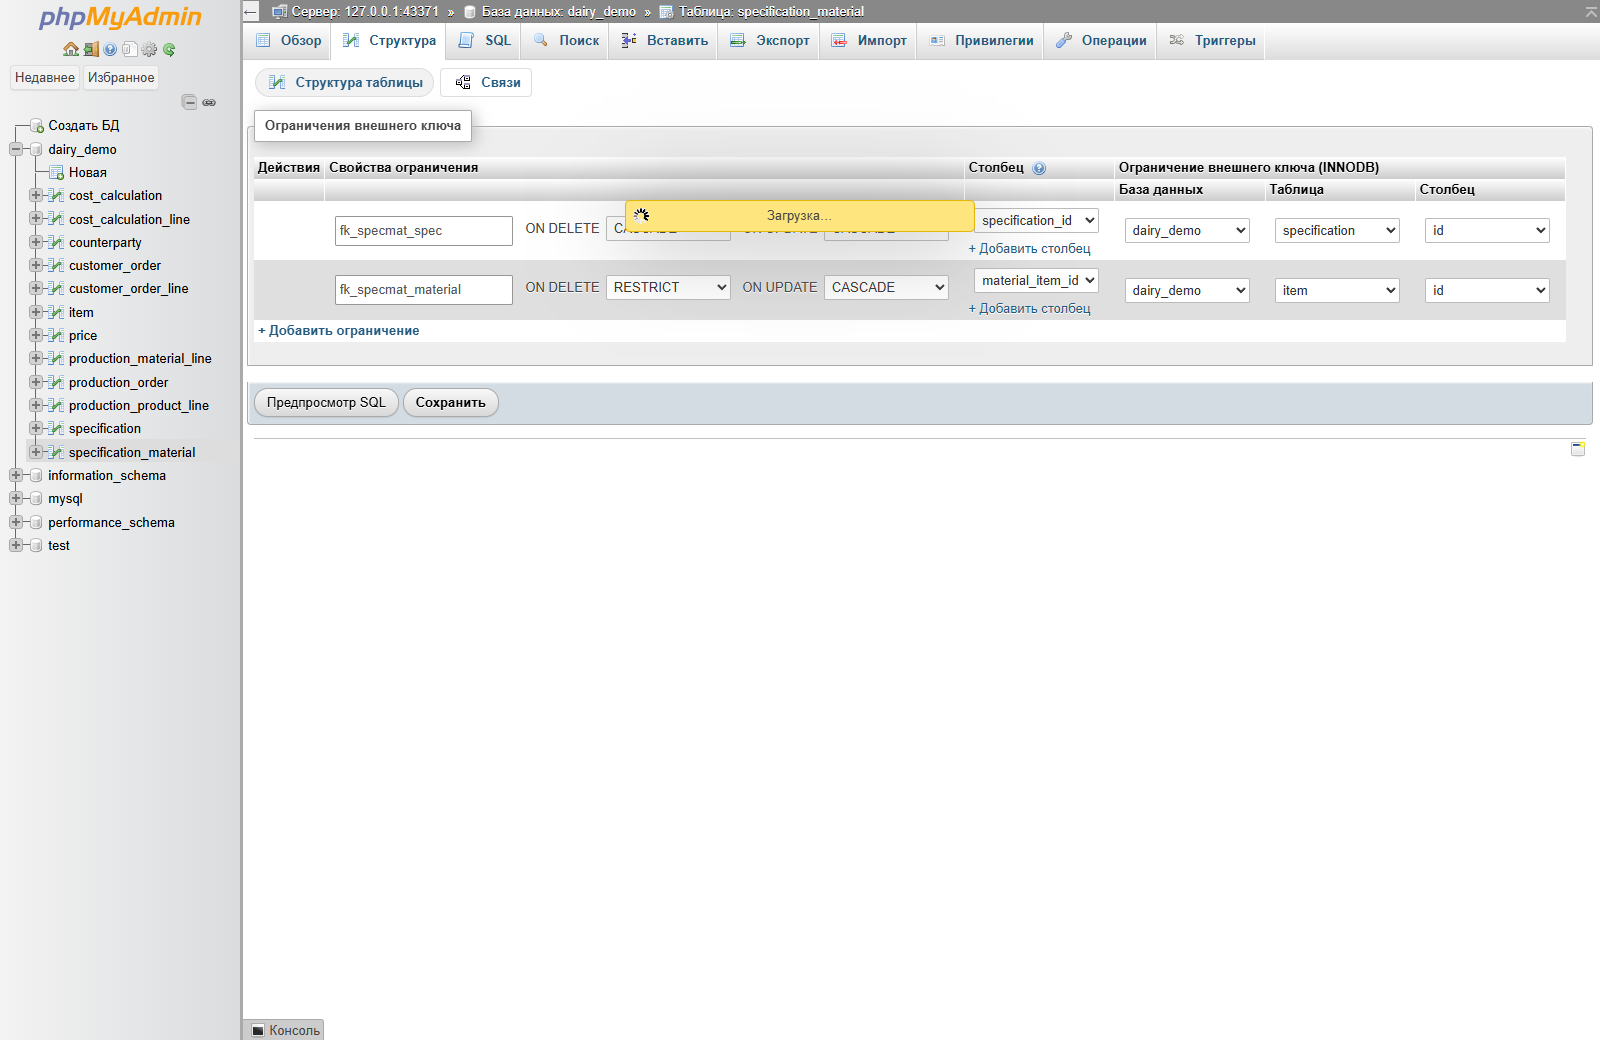 phpMyAdmin
Недавнее Избранное
Создать БД
dairy_demo
Новая
cost_calculation
cost_calculation_line
counterparty
customer_order
customer_order_line
item
price
production_material_line
production_order
production_product_line
specification
specification_material
information_schema
mysql
performance_schema
test
← Сервер: 127.0.0.1:43371 » База данных: dairy_demo » Таблица: specification_material
Обзор Структура SQL Поиск Вставить Экспорт Импорт Привилегии Операции Триггеры
Структура таблицы Связи
Ограничения внешнего ключа
Действия Свойства ограничения Столбец Ограничение внешнего ключа (INNODB)
База данных Таблица Столбец
Загрузка...
fk_specmat_spec ON DELETE specification_id dairy_demo specification id
+ Добавить столбец
fk_specmat_material ON DELETE RESTRICT ON UPDATE CASCADE material_item_id dairy_demo item id
+ Добавить столбец
+ Добавить ограничение
Предпросмотр SQL Сохранить
Консоль